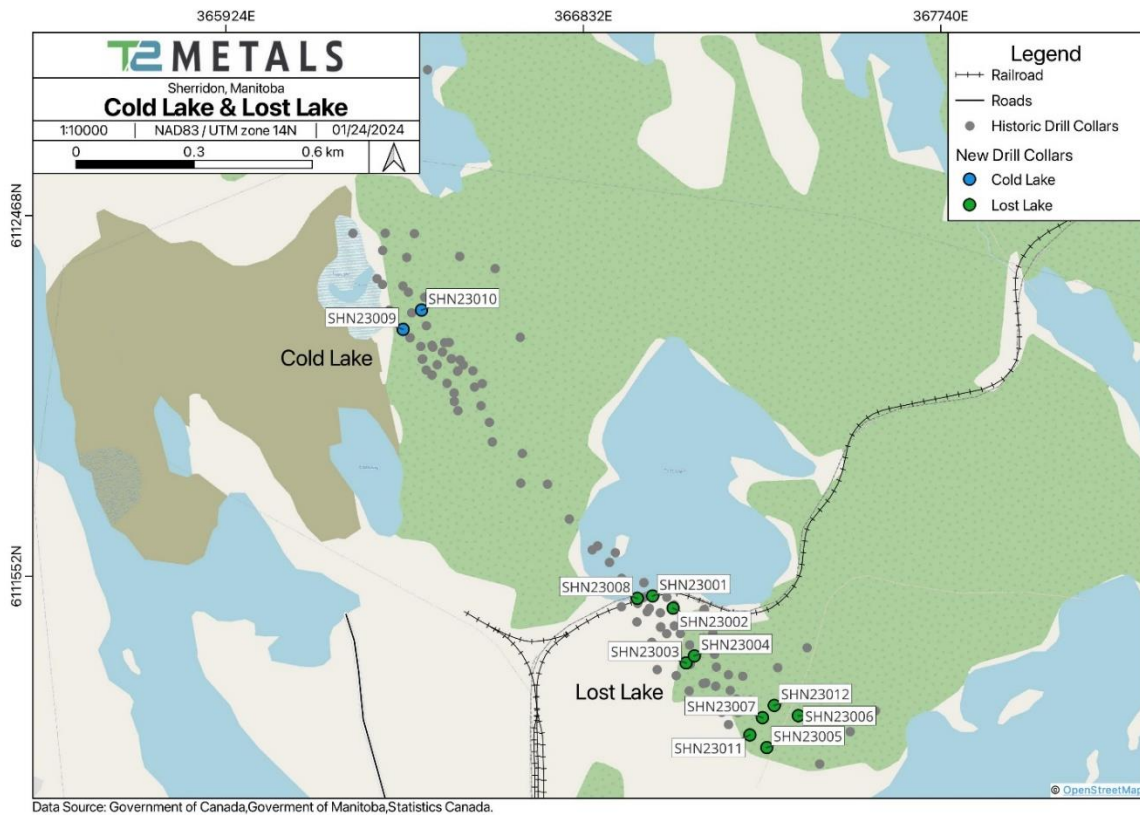 365924E
366832E
367740E
T2 METALS
Sherridon, Manitoba
Cold Lake & Lost Lake
1:10000 | NAD83 / UTM zone 14N | 01/24/2024
0 0.3 0.6 km
Legend
Railroad
Roads
Historic Drill Collars
New Drill Collars
Cold Lake
Lost Lake
6112468N
SHN23010
SHN23009
Cold Lake
6111552N
SHN23008
SHN23001
SHN23002
SHN23003
SHN23004
Lost Lake
SHN23012
SHN23007
SHN23006
SHN23005
SHN23011
© OpenStreetMap
Data Source: Government of Canada,Goverment of Manitoba,Statistics Canada.